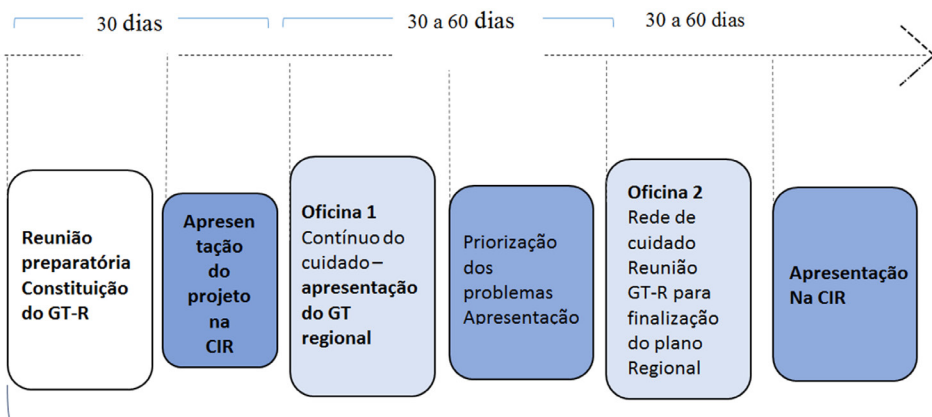 30 dias
30 a 60 dias
30 a 60 dias
Reunião
preparatória
Constituição
do GT-R
Apresen
tação
do
projeto
na
CIR
Oficina 1
Contínuo do
cuidado –
apresentação
do GT
regional
Priorização
dos
problemas
Apresentação
Oficina 2
Rede de
cuidado
Reunião
GT-R para
finalização
do plano
Regional
Apresentação
Na CIR